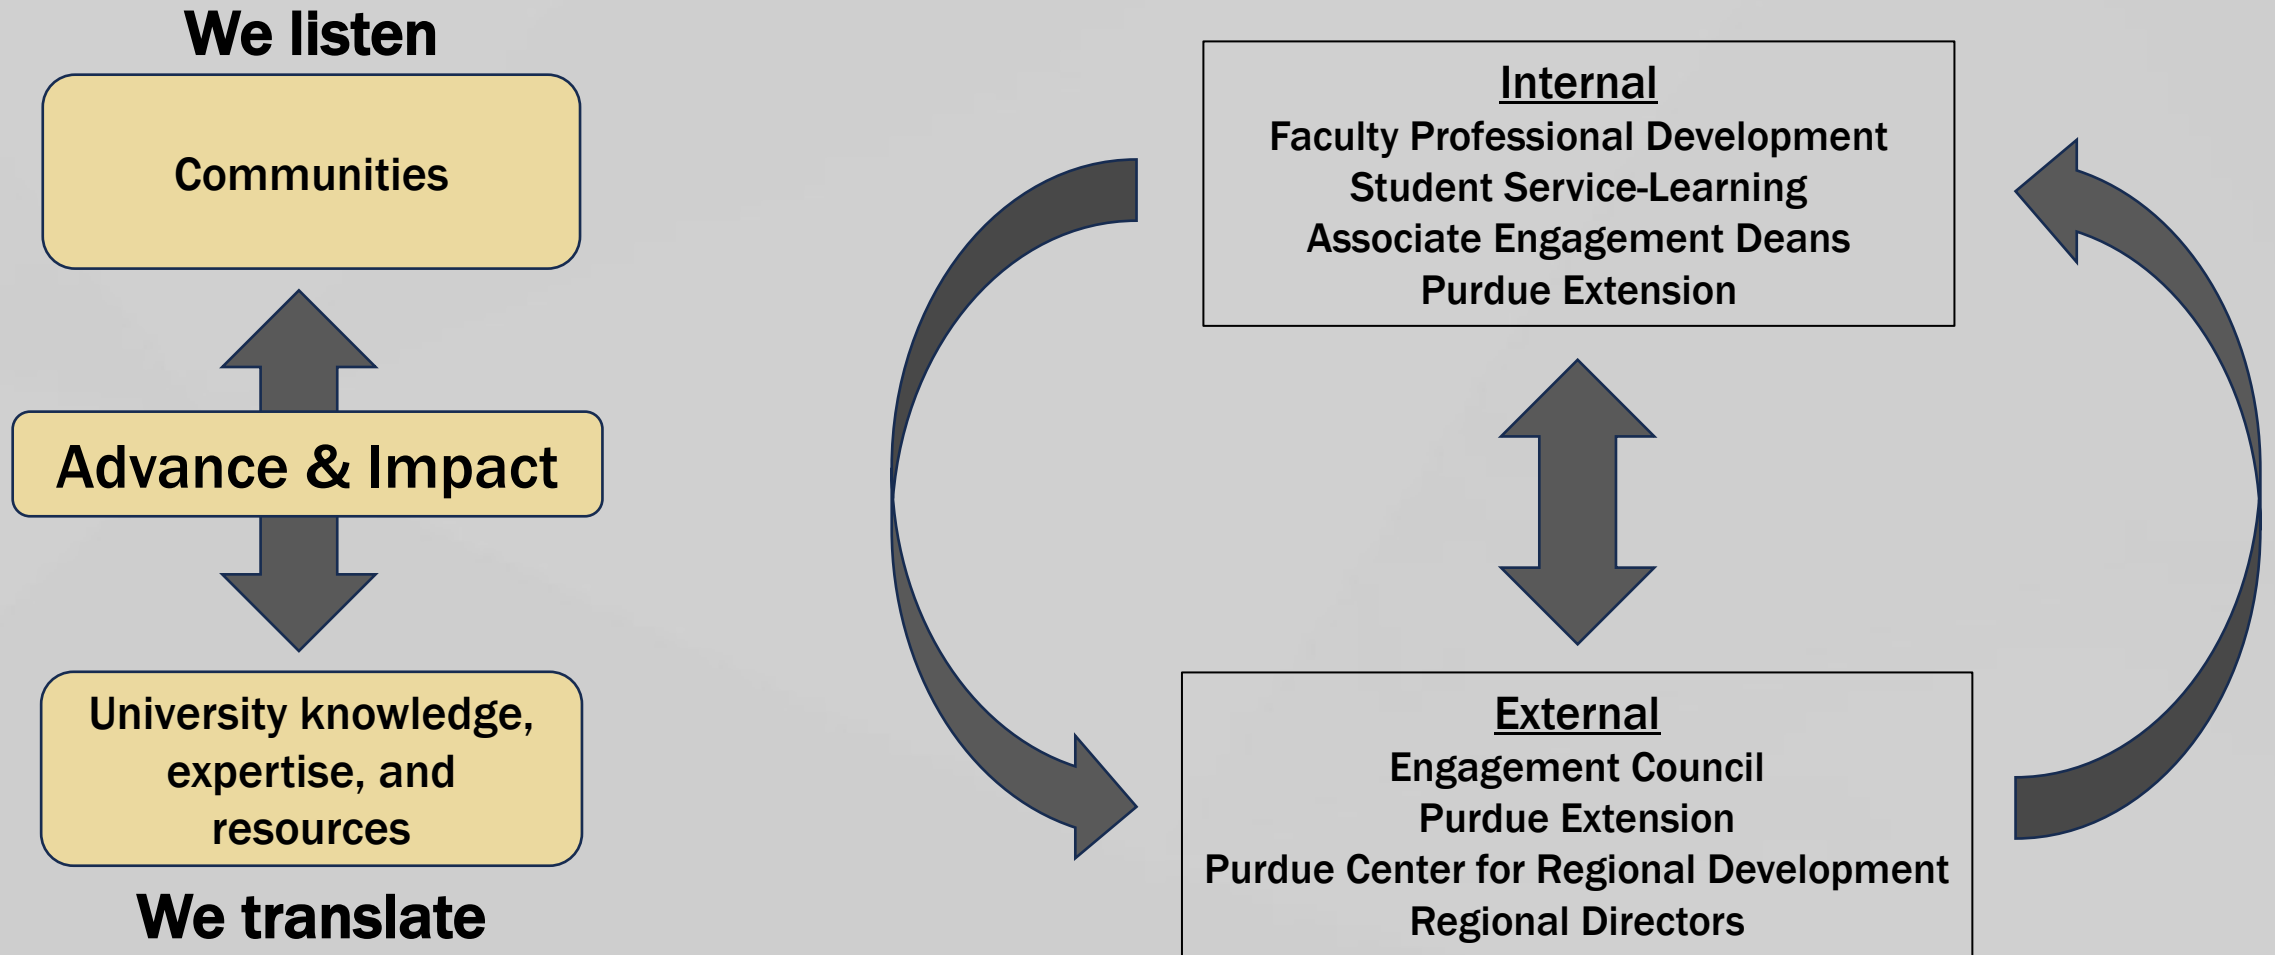 We listen
Communities
Advance & Impact
University knowledge,
expertise, and
resources
We translate
Internal
Faculty Professional Development
Student Service-Learning
Associate Engagement Deans
Purdue Extension
External
Engagement Council
Purdue Extension
Purdue Center for Regional Development
Regional Directors